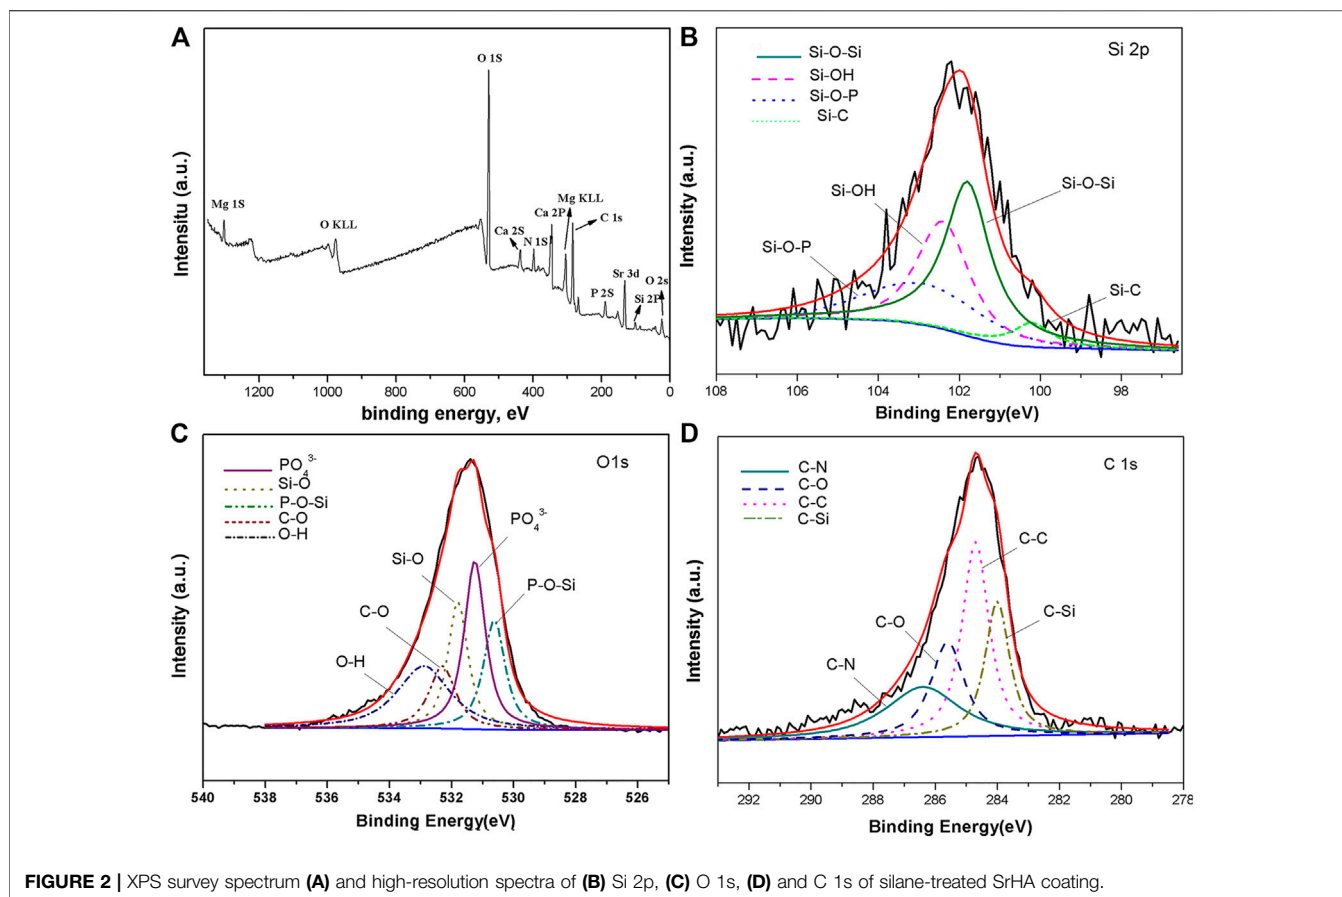 A
O 1S
Mg 1S
O KLL
Ca 2S
N 1S
Ca 2P
Mg KLL
C 1s
P 2S
Sr 3d
Si 2P
O 2s
Intensitu (a.u.)
1200 1000 800 600 400 200 0
binding energy, eV
B
Si 2p
Si-O-Si
Si-OH
Si-O-P
Si-C
Si-OH
Si-O-Si
Si-O-P
Si-C
Intensity (a.u.)
108 106 104 102 100 98
Binding Energy(eV)
C
O1s
PO₄³⁻
Si-O
P-O-Si
C-O
O-H
PO₄³⁻
Si-O
P-O-Si
C-O
O-H
Intensity (a.u.)
540 538 536 534 532 530 528 526
Binding Energy(eV)
D
C 1s
C-N
C-O
C-C
C-Si
C-C
C-Si
C-O
C-N
Intensity (a.u.)
292 290 288 286 284 282 280 278
Binding Energy(eV)
FIGURE 2 | XPS survey spectrum (A) and high-resolution spectra of (B) Si 2p, (C) O 1s, (D) and C 1s of silane-treated SrHA coating.